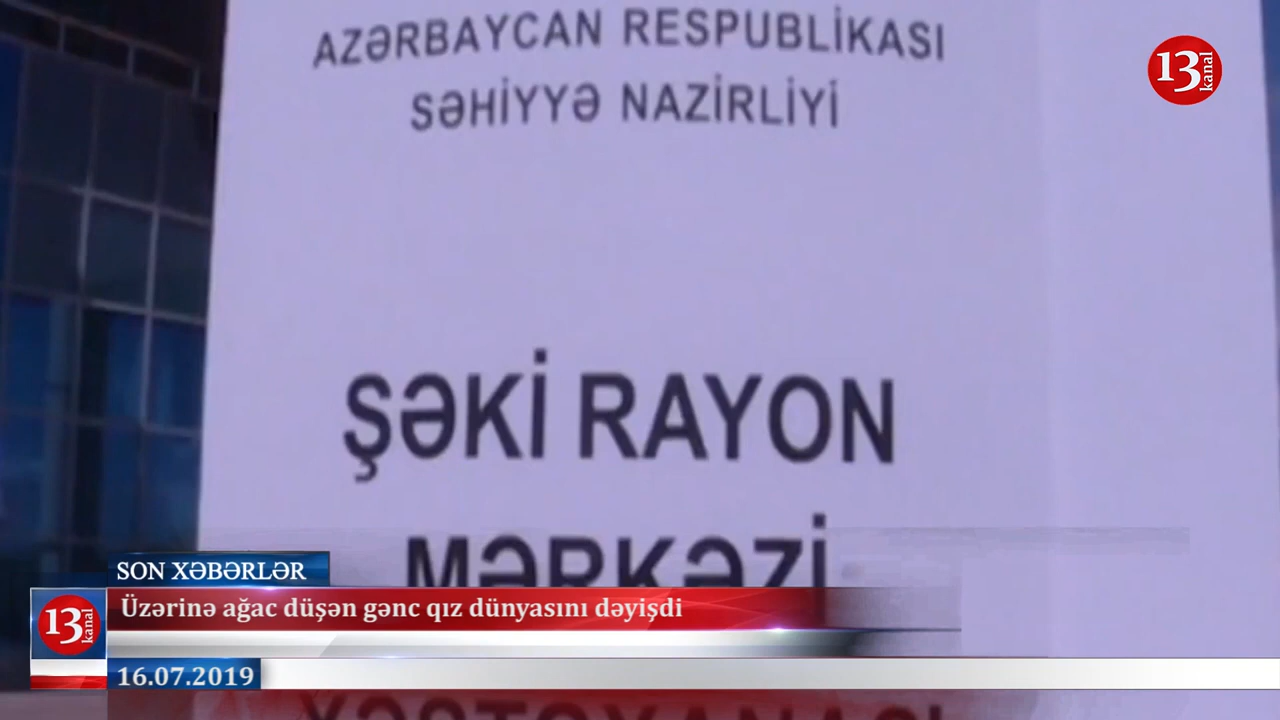 AZƏRBAYCAN RESPUBLİKASI
SƏHİYYƏ NAZİRLİYİ
13 kanal
ŞƏKİ RAYON
MƏRKƏZİ
SON XƏBƏRLƏR
13 kanal
Üzərinə ağac düşən gənc qız dünyasını dəyişdi
16.07.2019
XƏSTƏXANASI